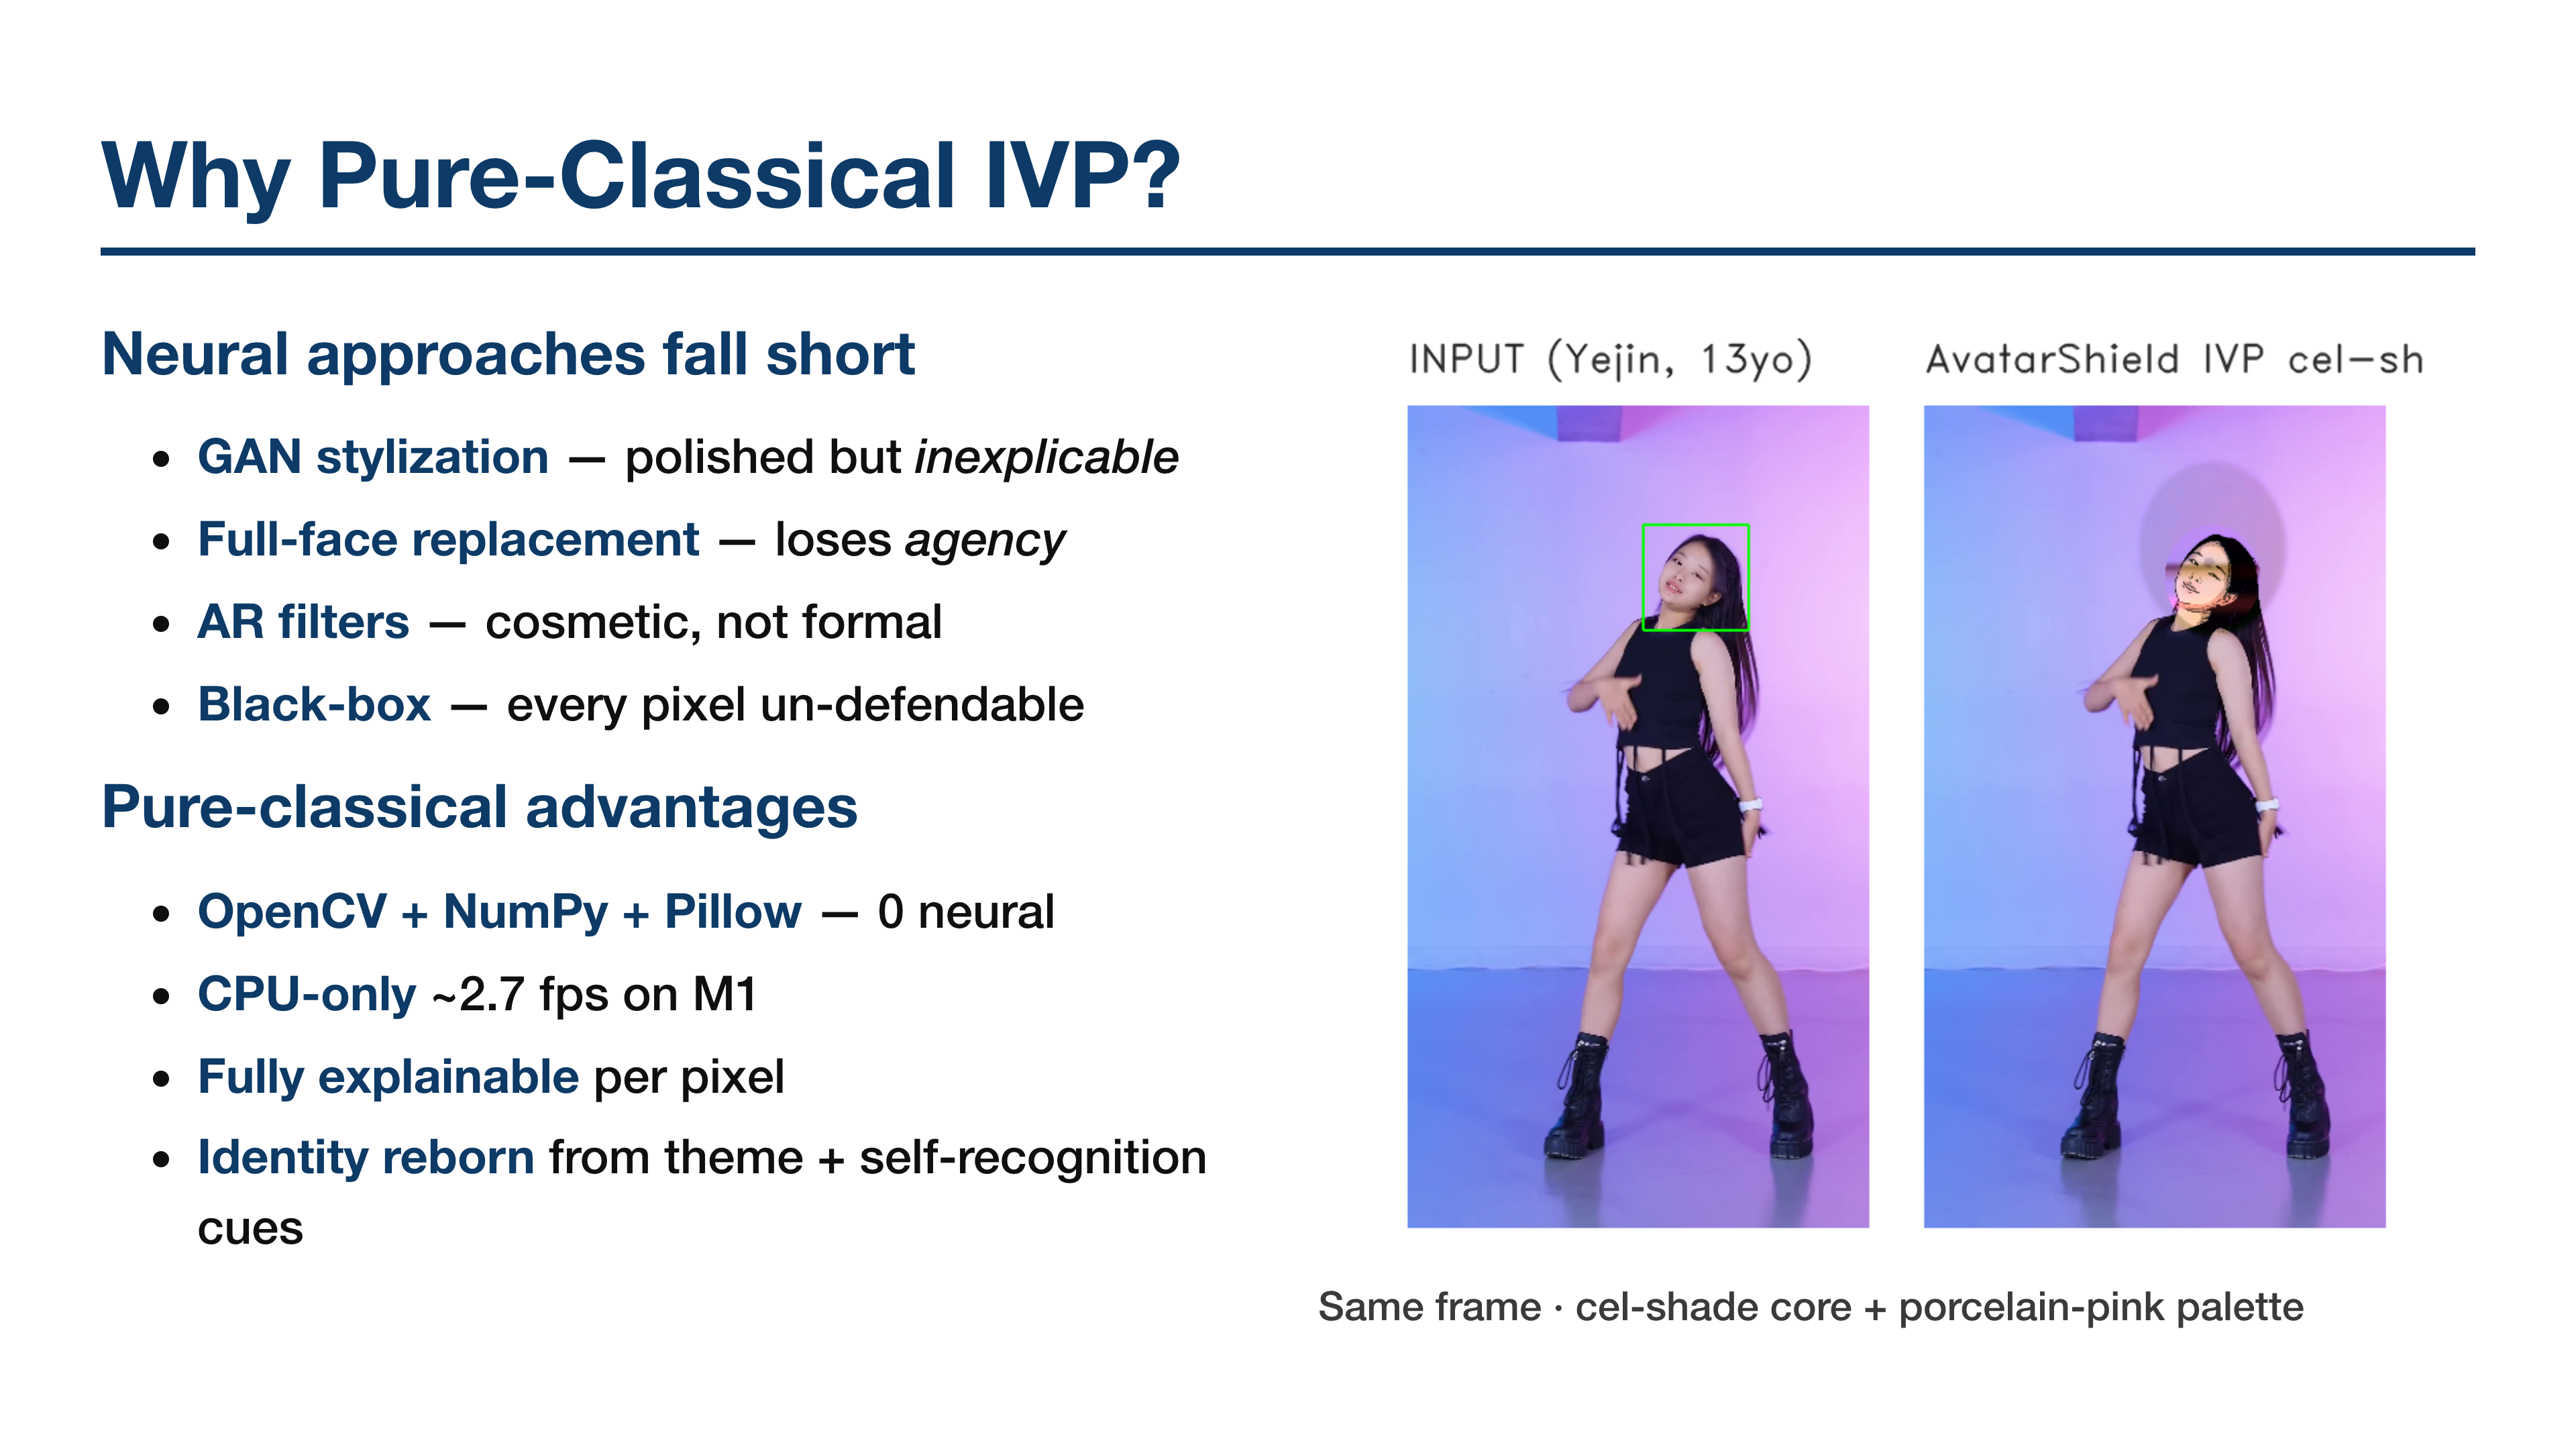 Why Pure-Classical IVP?
Neural approaches fall short
• GAN stylization — polished but inexplicable
• Full-face replacement — loses agency
• AR filters — cosmetic, not formal
• Black-box — every pixel un-defendable
Pure-classical advantages
• OpenCV + NumPy + Pillow — 0 neural
• CPU-only ~2.7 fps on M1
• Fully explainable per pixel
• Identity reborn from theme + self-recognition
cues
INPUT (Yejin, 13yo)
AvatarShield IVP cel-sh
Same frame · cel-shade core + porcelain-pink palette